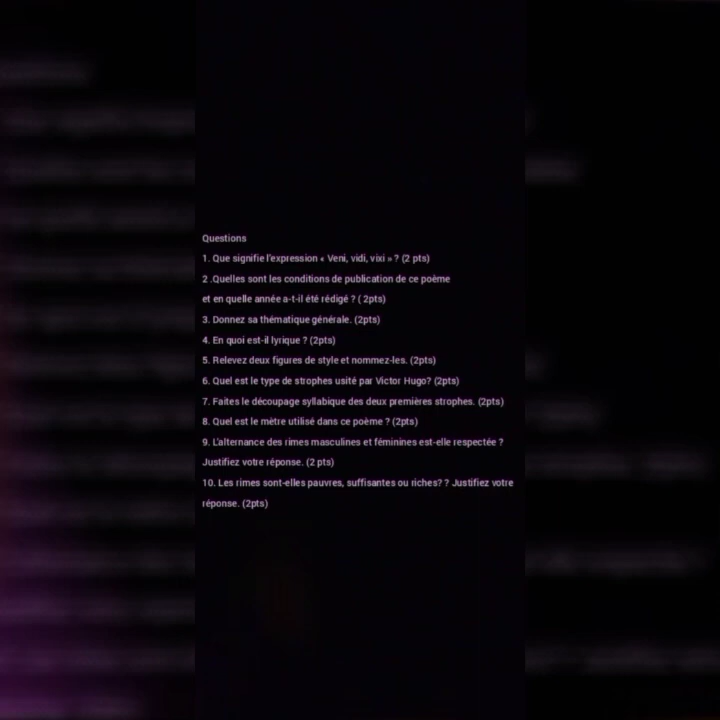 Questions
1. Que signifie l'expression « Veni, vidi, vixi » ? (2 pts)
2 .Quelles sont les conditions de publication de ce poème
et en quelle année a-t-il été rédigé ? ( 2pts)
3. Donnez sa thématique générale. (2pts)
4. En quoi est-il lyrique ? (2pts)
5. Relevez deux figures de style et nommez-les. (2pts)
6. Quel est le type de strophes usité par Victor Hugo? (2pts)
7. Faites le découpage syllabique des deux premières strophes. (2pts)
8. Quel est le mètre utilisé dans ce poème ? (2pts)
9. L'alternance des rimes masculines et féminines est-elle respectée ?
Justifiez votre réponse. (2 pts)
10. Les rimes sont-elles pauvres, suffisantes ou riches? ? Justifiez votre
réponse. (2pts)